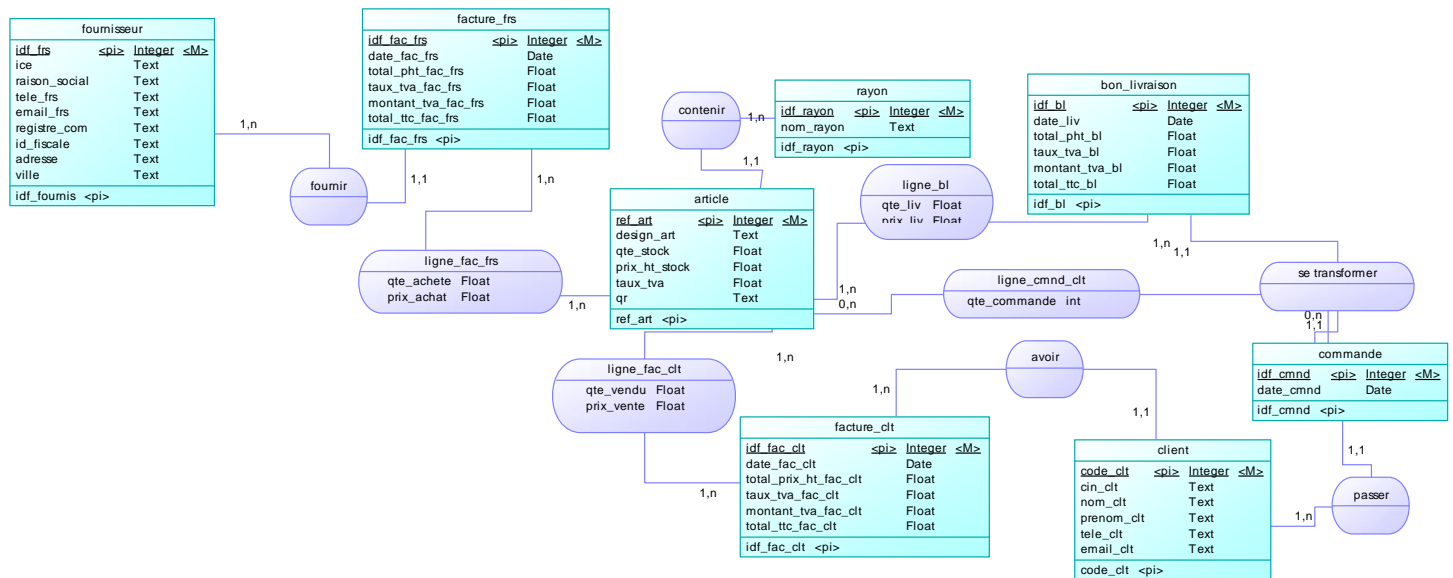 fournisseur
idf_frs <pi> Integer <M>
ice Text
raison_social Text
tele_frs Text
email_frs Text
registre_com Text
id_fiscale Text
adresse Text
ville Text
idf_fournis <pi>
1,n
fournir
1,1
facture_frs
idf_fac_frs <pi> Integer <M>
date_fac_frs Date
total_pht_fac_frs Float
taux_tva_fac_frs Float
montant_tva_fac_frs Float
total_ttc_fac_frs Float
idf_fac_frs <pi>
1,n
ligne_fac_frs
qte_achete Float
prix_achat Float
1,n
contenir
1,n
1,1
rayon
idf_rayon <pi> Integer <M>
nom_rayon Text
idf_rayon <pi>
article
ref_art <pi> Integer <M>
design_art Text
qte_stock Float
prix_ht_stock Float
taux_tva Float
qr Text
ref_art <pi>
ligne_bl
qte_liv Float
prix_liv Float
1,n
0,n
bon_livraison
idf_bl <pi> Integer <M>
date_liv Date
total_pht_bl Float
taux_tva_bl Float
montant_tva_bl Float
total_ttc_bl Float
idf_bl <pi>
1,n
1,1
ligne_cmnd_clt
qte_commande int
se transformer
0,n
1,1
commande
idf_cmnd <pi> Integer <M>
date_cmnd Date
idf_cmnd <pi>
1,1
passer
1,n
ligne_fac_clt
qte_vendu Float
prix_vente Float
1,n
1,n
avoir
1,n
1,1
facture_clt
idf_fac_clt <pi> Integer <M>
date_fac_clt Date
total_prix_ht_fac_clt Float
taux_tva_fac_clt Float
montant_tva_fac_clt Float
total_ttc_fac_clt Float
idf_fac_clt <pi>
client
code_clt <pi> Integer <M>
cin_clt Text
nom_clt Text
prenom_clt Text
tele_clt Text
email_clt Text
code_clt <pi>